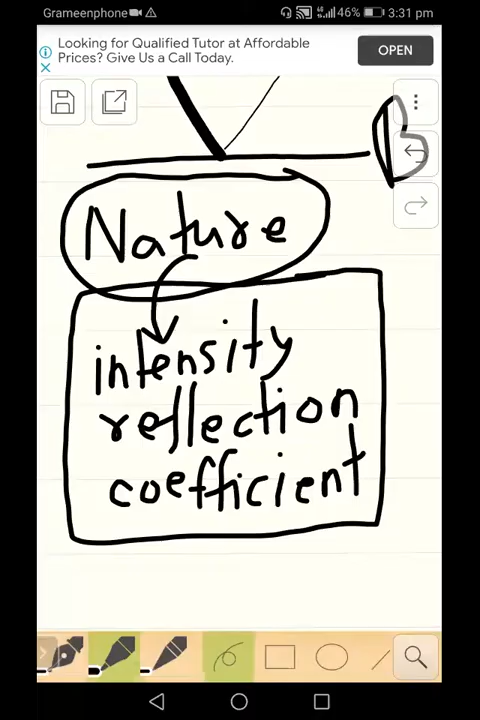 Grameenphone 46% 3:31 pm
Looking for Qualified Tutor at Affordable
Prices? Give Us a Call Today.
OPEN
B
Nature
intensity
reflection
coefficient